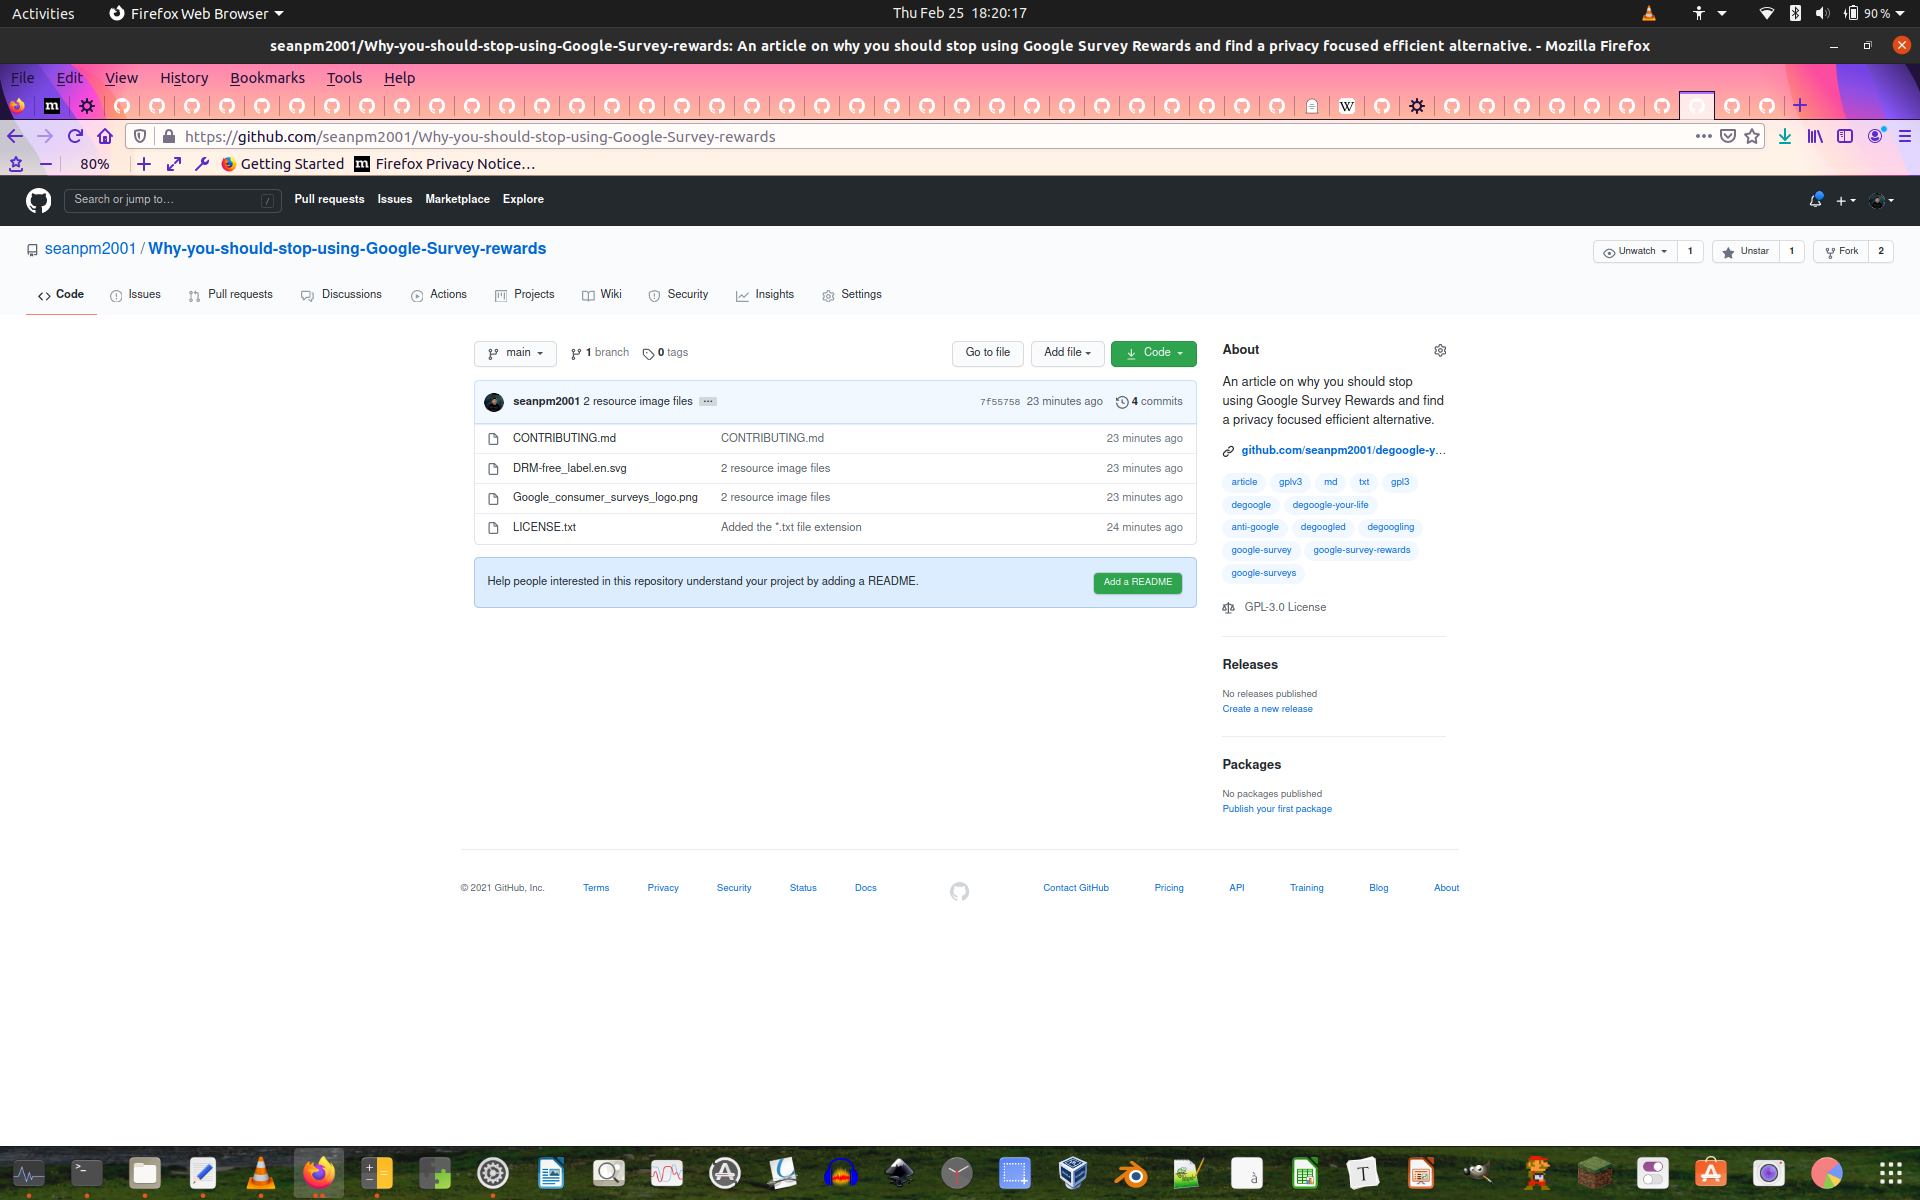 Activities
Firefox Web Browser
Thu Feb 25 18:20:17
90 %
seanpm2001/Why-you-should-stop-using-Google-Survey-rewards: An article on why you should stop using Google Survey Rewards and find a privacy focused efficient alternative. - Mozilla Firefox
File Edit View History Bookmarks Tools Help
https://github.com/seanpm2001/Why-you-should-stop-using-Google-Survey-rewards
80% Getting Started Firefox Privacy Notice…
Search or jump to… / Pull requests Issues Marketplace Explore
seanpm2001 / Why-you-should-stop-using-Google-Survey-rewards
Unwatch 1 Unstar 1 Fork 2
Code Issues Pull requests Discussions Actions Projects Wiki Security Insights Settings
main 1 branch 0 tags Go to file Add file Code
seanpm2001 2 resource image files ... 7f55758 23 minutes ago 4 commits
CONTRIBUTING.md CONTRIBUTING.md 23 minutes ago
DRM-free_label.en.svg 2 resource image files 23 minutes ago
Google_consumer_surveys_logo.png 2 resource image files 23 minutes ago
LICENSE.txt Added the *.txt file extension 24 minutes ago
Help people interested in this repository understand your project by adding a README. Add a README
About
An article on why you should stop
using Google Survey Rewards and find
a privacy focused efficient alternative.
github.com/seanpm2001/degoogle-y…
article gplv3 md txt gpl3
degoogle degoogle-your-life
anti-google degoogled degoogling
google-survey google-survey-rewards
google-surveys
GPL-3.0 License
Releases
No releases published
Create a new release
Packages
No packages published
Publish your first package
© 2021 GitHub, Inc. Terms Privacy Security Status Docs Contact GitHub Pricing API Training Blog About